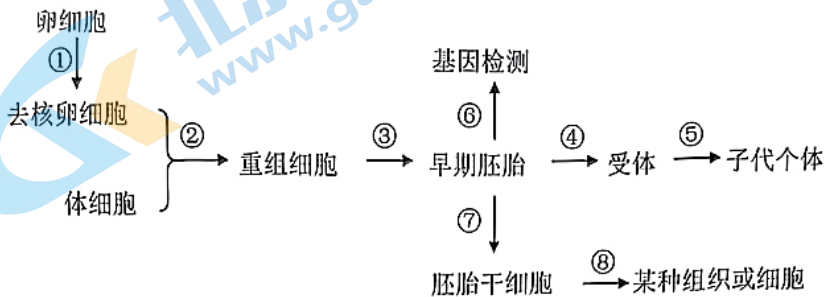 卵细胞
①
去核卵细胞
体细胞
②
重组细胞
③
基因检测
⑥
早期胚胎
④
受体
⑤
子代个体
⑦
胚胎干细胞
⑧
某种组织或细胞